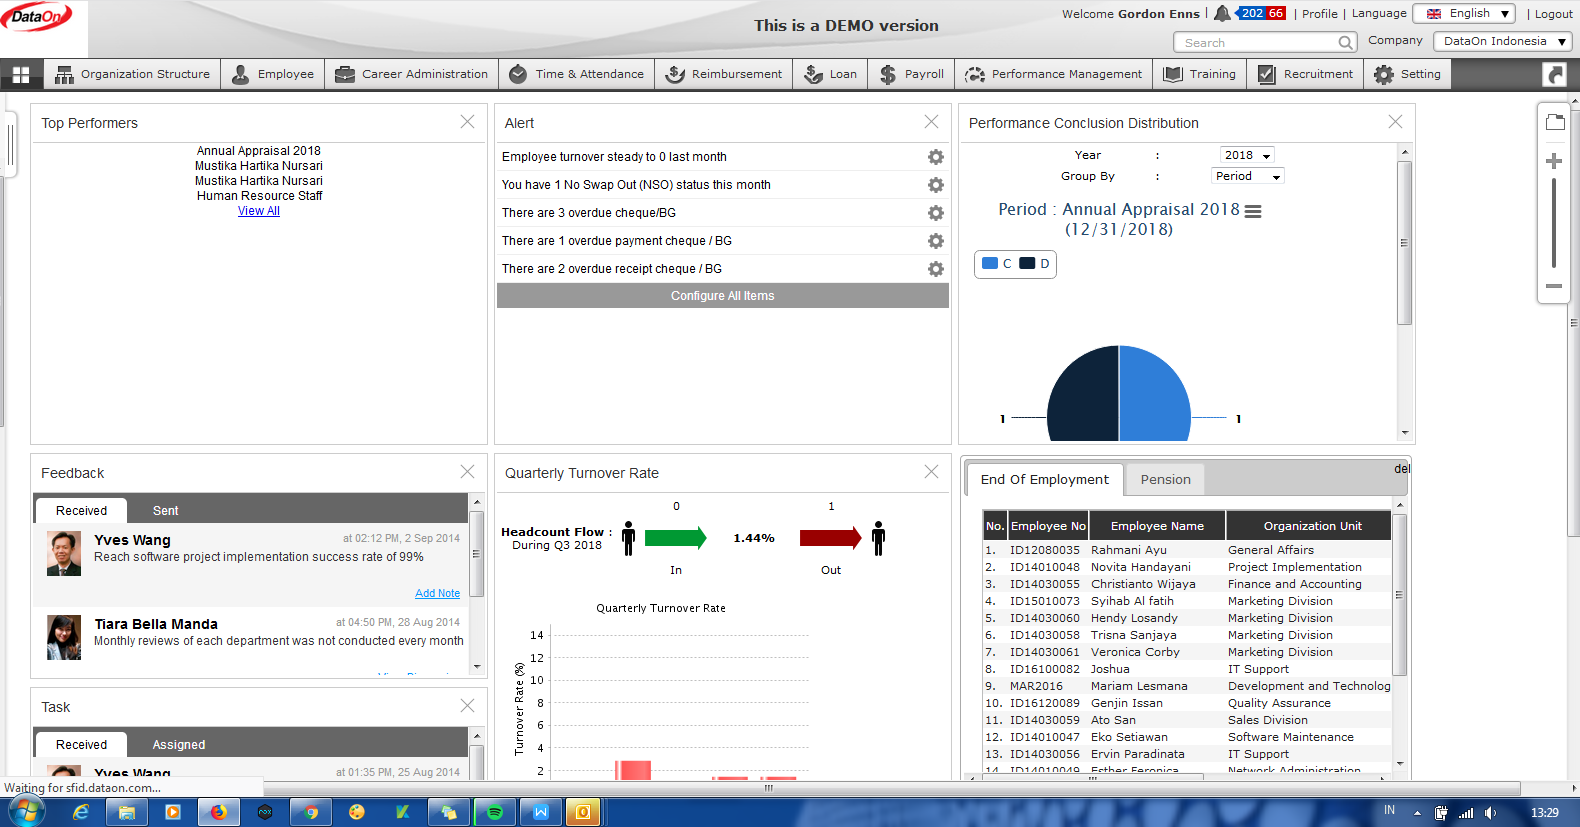 DataOn
This is a DEMO version
Welcome Gordon Enns | 202 66 | Profile | Language English | Logout
Search Company DataOn Indonesia
Organization Structure Employee Career Administration Time & Attendance Reimbursement Loan Payroll Performance Management Training Recruitment Setting
Top Performers
Annual Appraisal 2018
Mustika Hartika Nursari
Mustika Hartika Nursari
Human Resource Staff
View All
Alert
Employee turnover steady to 0 last month
You have 1 No Swap Out (NSO) status this month
There are 3 overdue cheque/BG
There are 1 overdue payment cheque / BG
There are 2 overdue receipt cheque / BG
Configure All Items
Performance Conclusion Distribution
Year : 2018
Group By : Period
Period : Annual Appraisal 2018
(12/31/2018)
C D
1 1
Feedback
Received Sent
Yves Wang at 02:12 PM, 2 Sep 2014
Reach software project implementation success rate of 99%
Add Note
Tiara Bella Manda at 04:50 PM, 28 Aug 2014
Monthly reviews of each department was not conducted every month
Task
Received Assigned
Yves Wang at 01:35 PM, 25 Aug 2014
Quarterly Turnover Rate
0 1
Headcount Flow :
During Q3 2018
1.44%
In Out
Quarterly Turnover Rate
Turnover Rate (%)
14
12
10
8
6
4
2
del
End Of Employment Pension
No. Employee No Employee Name Organization Unit
1. ID12080035 Rahmani Ayu General Affairs
2. ID14010048 Novita Handayani Project Implementation
3. ID14030055 Christianto Wijaya Finance and Accounting
4. ID15010073 Syihab Al fatih Marketing Division
5. ID14030060 Hendy Losandy Marketing Division
6. ID14030058 Trisna Sanjaya Marketing Division
7. ID14030061 Veronica Corby Marketing Division
8. ID16100082 Joshua IT Support
9. MAR2016 Mariam Lesmana Development and Technolog
10. ID16120089 Genjin Issan Quality Assurance
11. ID14030059 Ato San Sales Division
12. ID14010047 Eko Setiawan Software Maintenance
13. ID14030056 Ervin Paradinata IT Support
14. ID14010049 Esther Feronica Network Administration
Waiting for sfid.dataon.com...
IN 13:29